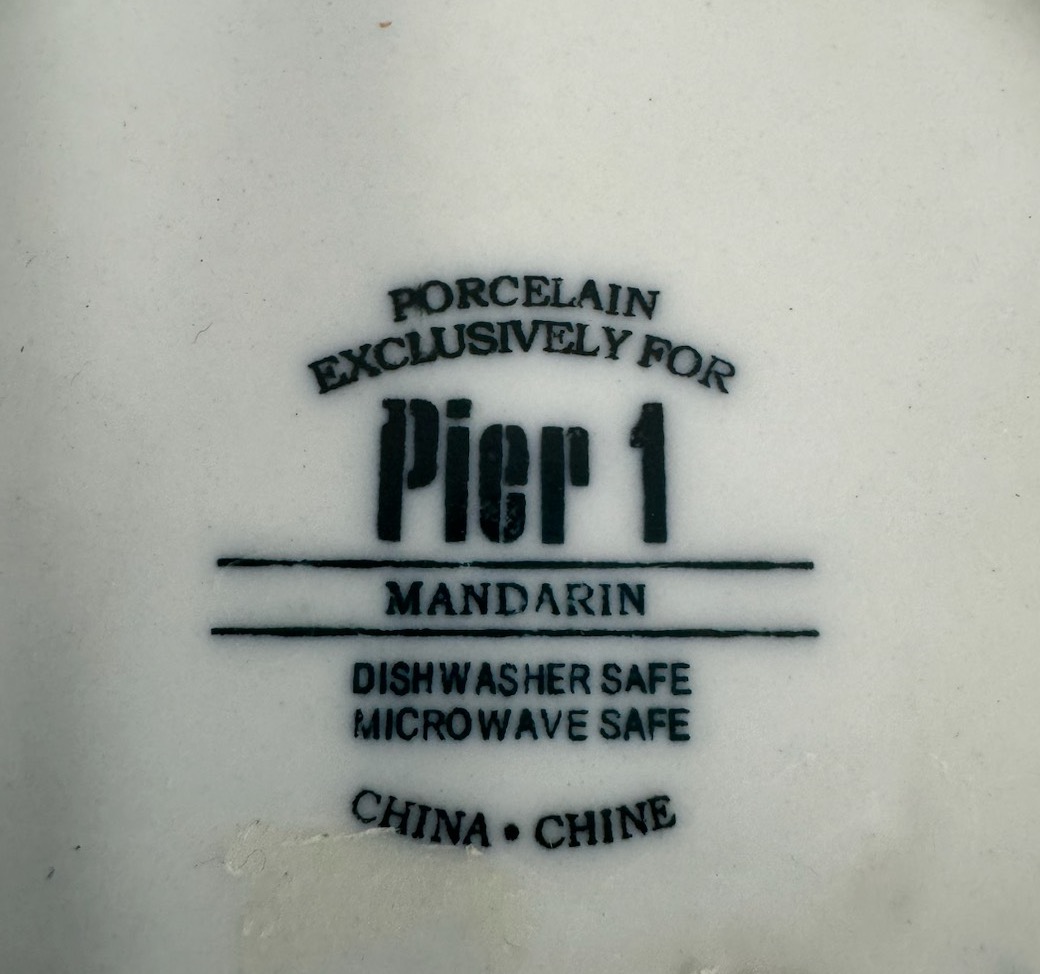 PORCELAIN
EXCLUSIVELY FOR
Pier 1
MANDARIN
DISHWASHER SAFE
MICROWAVE SAFE
CHINA • CHINE